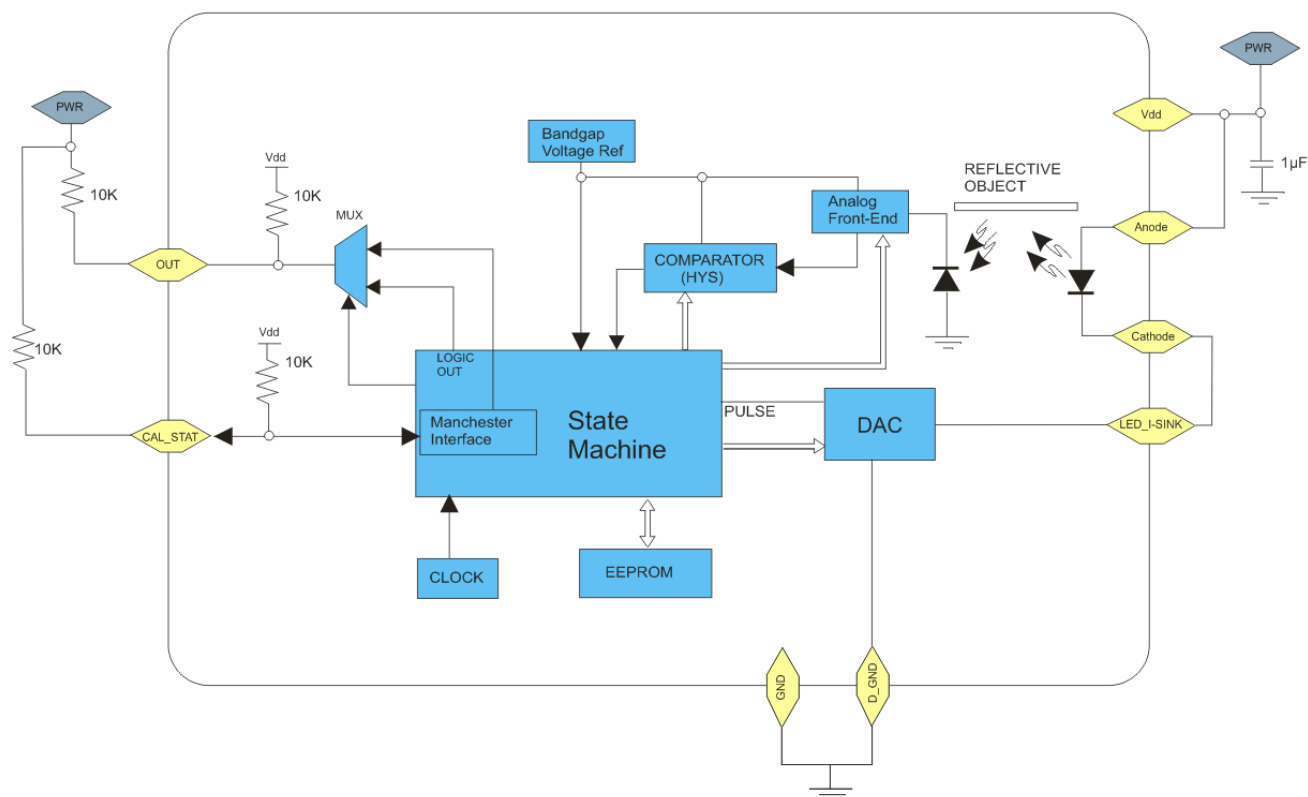 PWR
PWR
Vdd
1µF
Bandgap
Voltage Ref
REFLECTIVE
OBJECT
Vdd
10K
10K
MUX
Analog
Front-End
Anode
OUT
COMPARATOR
(HYS)
Vdd
10K
10K
Cathode
LOGIC
OUT
PULSE
DAC
State
Machine
Manchester
Interface
CAL_STAT
LED_I-SINK
CLOCK
EEPROM
GND
D_GND